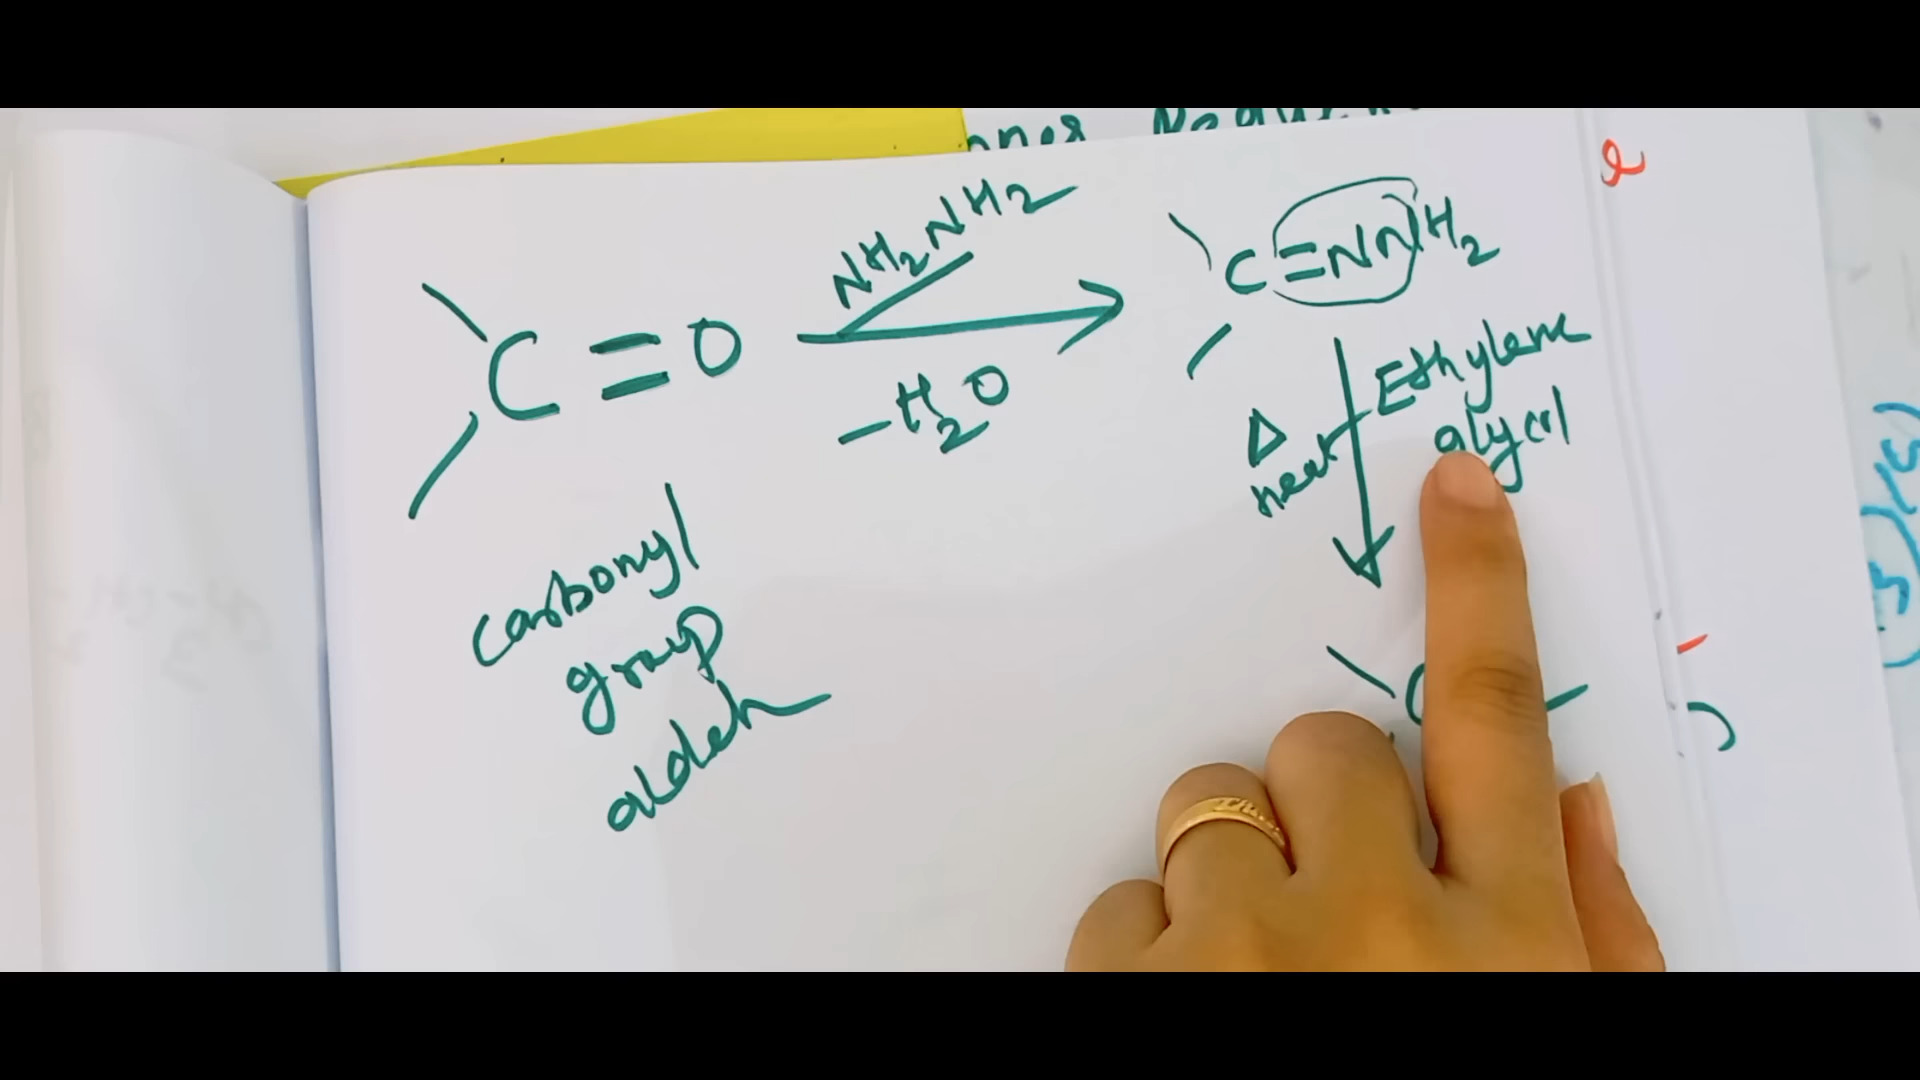 NH2NH2
C=O
-H2O
C=NNH2
Δ
heat
Ethylene
glycol
carbonyl
group
aldeh
C